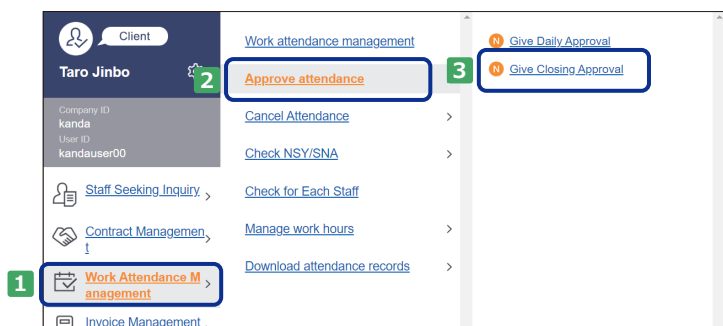 Client
Taro Jinbo
Company ID
kanda
User ID
kandauser00
Staff Seeking Inquiry
Contract Managemen
t
1
Work Attendance M
anagement
Invoice Management
Work attendance management
2
Approve attendance
Cancel Attendance
Check NSY/SNA
Check for Each Staff
Manage work hours
Download attendance records
N Give Daily Approval
3
N Give Closing Approval